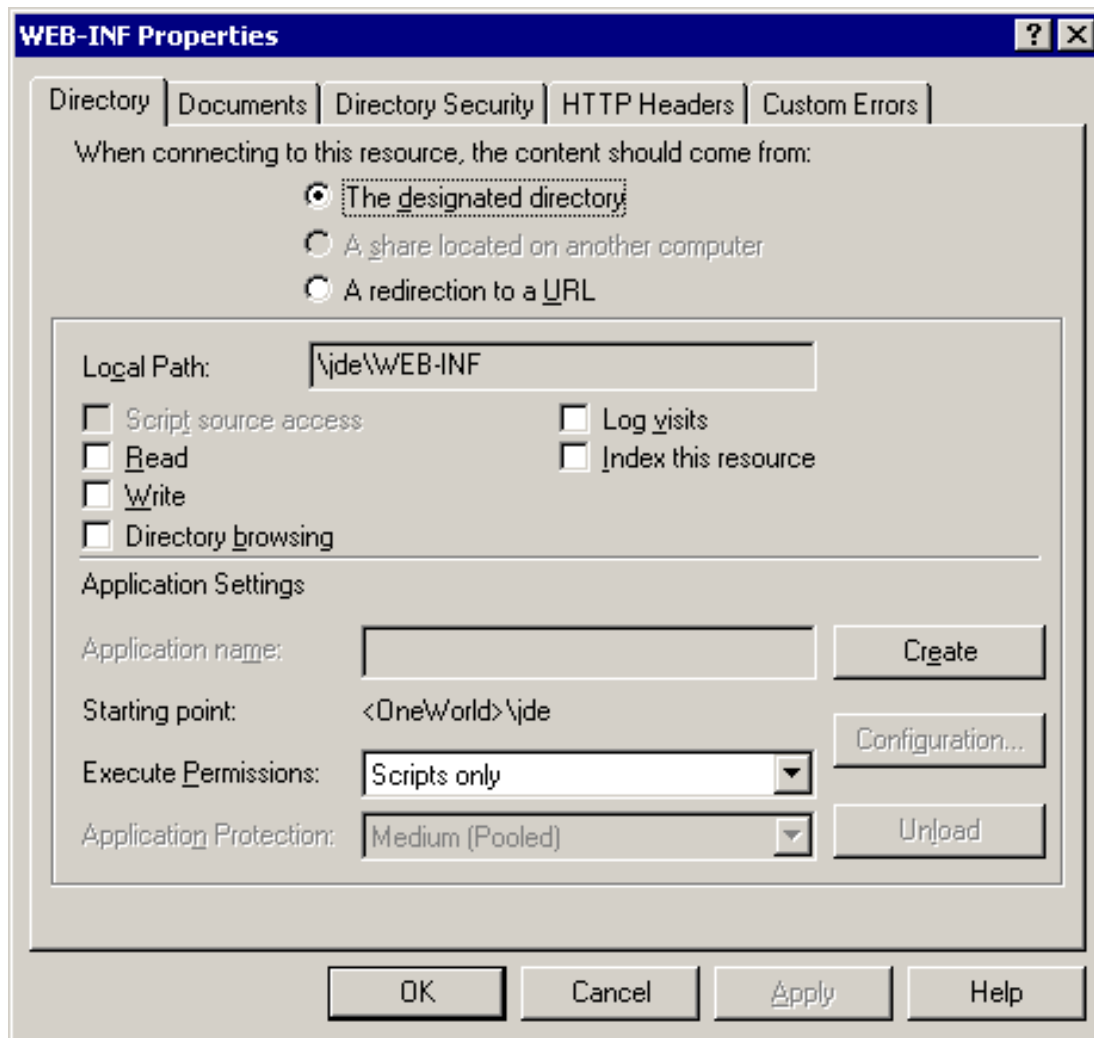 WEB-INF Properties
Directory Documents Directory Security HTTP Headers Custom Errors
When connecting to this resource, the content should come from:
The designated directory
A share located on another computer
A redirection to a URL
Local Path: \jde\WEB-INF
Script source access Log visits
Read Index this resource
Write
Directory browsing
Application Settings
Application name: Create
Starting point: <OneWorld>\jde
Configuration...
Execute Permissions: Scripts only
Application Protection: Medium (Pooled) Unload
OK Cancel Apply Help